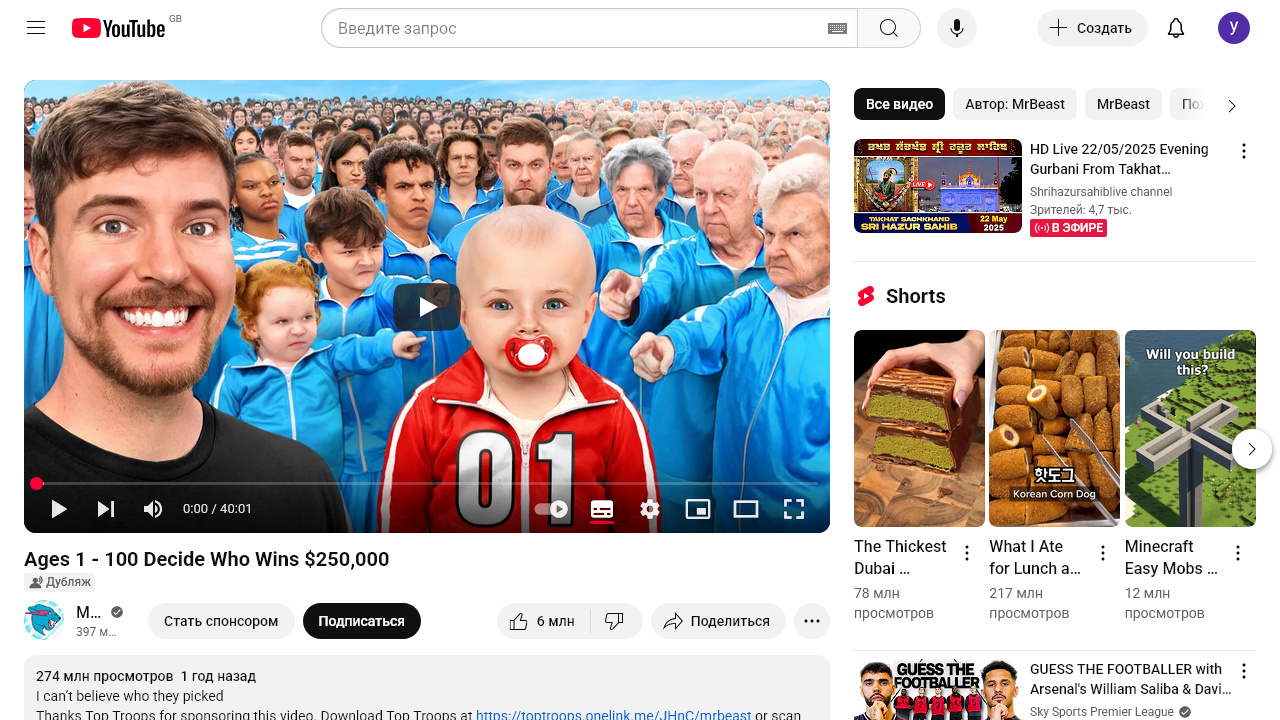 YouTube
GB
Введите запрос
Создать
y
01
0:00 / 40:01
Ages 1 - 100 Decide Who Wins $250,000
Дубляж
M…
397 м…
Стать спонсором
Подписаться
6 млн
Поделиться
274 млн просмотров 1 год назад
I can't believe who they picked
Thanks Top Troops for sponsoring this video. Download Top Troops at https://toptroops.onelink.me/JHnC/mrbeast or scan
Все видео
Автор: MrBeast
MrBeast
LIVE
TAKHAT SACHKHAND
SRI HAZUR SAHIB
22 May
2025
HD Live 22/05/2025 Evening
Gurbani From Takhat…
Shrihazursahiblive channel
Зрителей: 4,7 тыс.
В ЭФИРЕ
Shorts
핫도그
Korean Corn Dog
Will you build
this?
The Thickest
Dubai …
78 млн
просмотров
What I Ate
for Lunch a…
217 млн
просмотров
Minecraft
Easy Mobs …
12 млн
просмотров
GUESS THE
FOOTBALLER
GUESS THE FOOTBALLER with
Arsenal's William Saliba & Davi…
Sky Sports Premier League